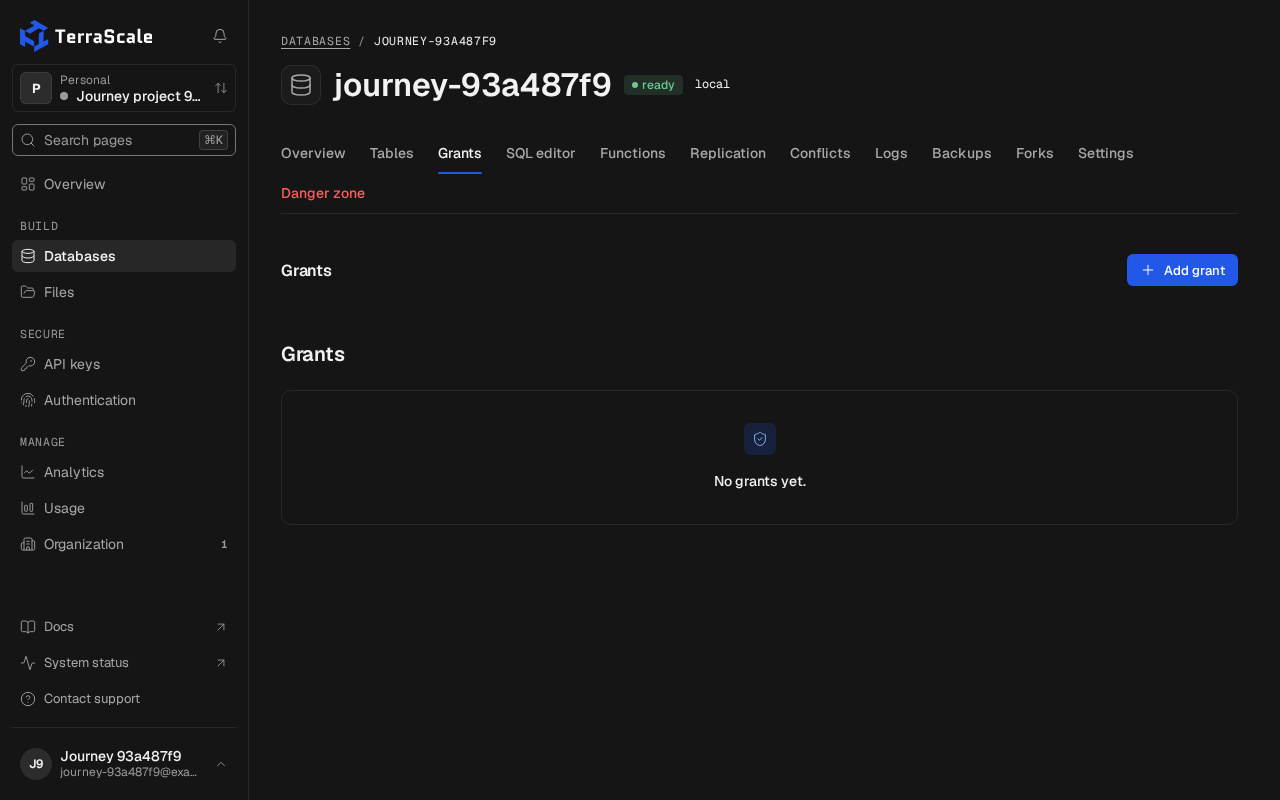 TerraScale
P
Personal
Journey project 9...
Search pages
⌘K
Overview
BUILD
Databases
Files
SECURE
API keys
Authentication
MANAGE
Analytics
Usage
Organization
1
Docs
System status
Contact support
J9
Journey 93a487f9
journey-93a487f9@exa...
DATABASES / JOURNEY-93A487F9
journey-93a487f9
ready
local
Overview Tables Grants SQL editor Functions Replication Conflicts Logs Backups Forks Settings
Danger zone
Grants
Add grant
Grants
No grants yet.